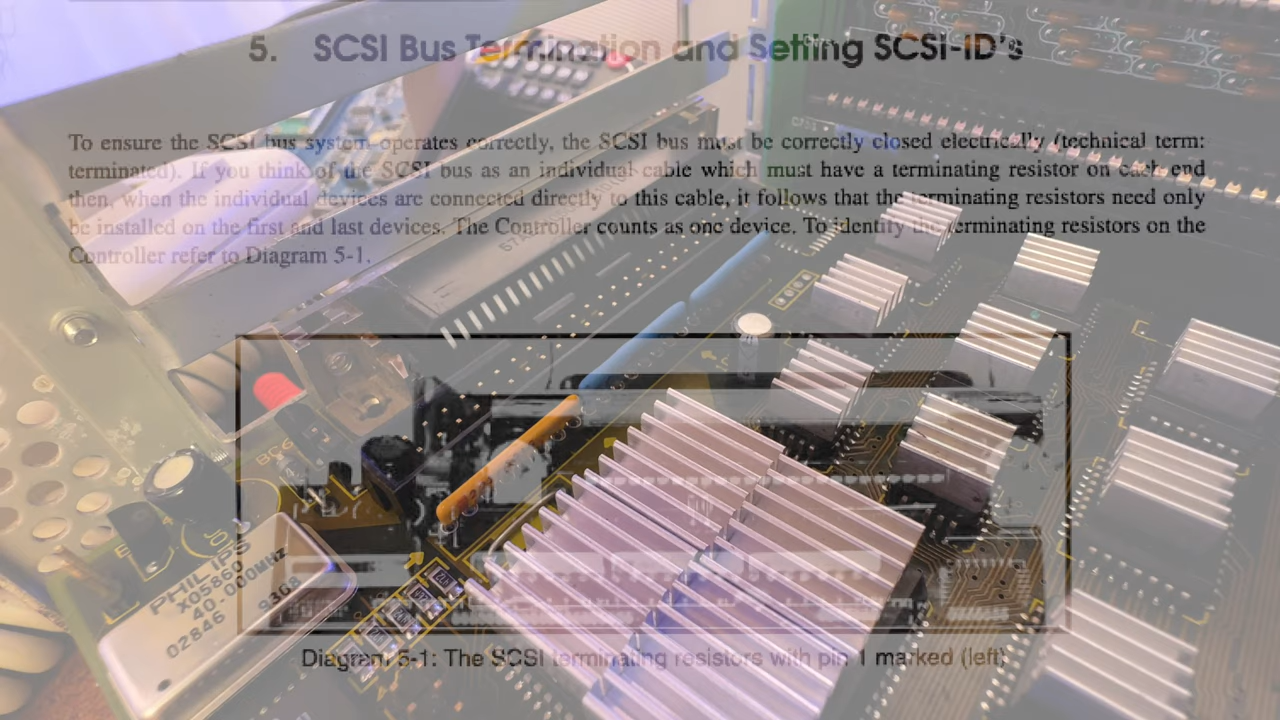 5. SCSI Bus Termination and Setting SCSI-ID's
To ensure the SCSI bus system operates correctly, the SCSI bus must be correctly closed electrically (technical term:
terminated). If you think of the SCSI bus as an individual cable which must have a terminating resistor on each end
then, when the individual devices are connected directly to this cable, it follows that the terminating resistors need only
be installed on the first and last devices. The Controller counts as one device. To identify the terminating resistors on the
Controller refer to Diagram 5-1.
PHILIPS
XO5860
40.000MHz
02846 9308
Diagram 5-1: The SCSI terminating resistors with pin 1 marked (left)